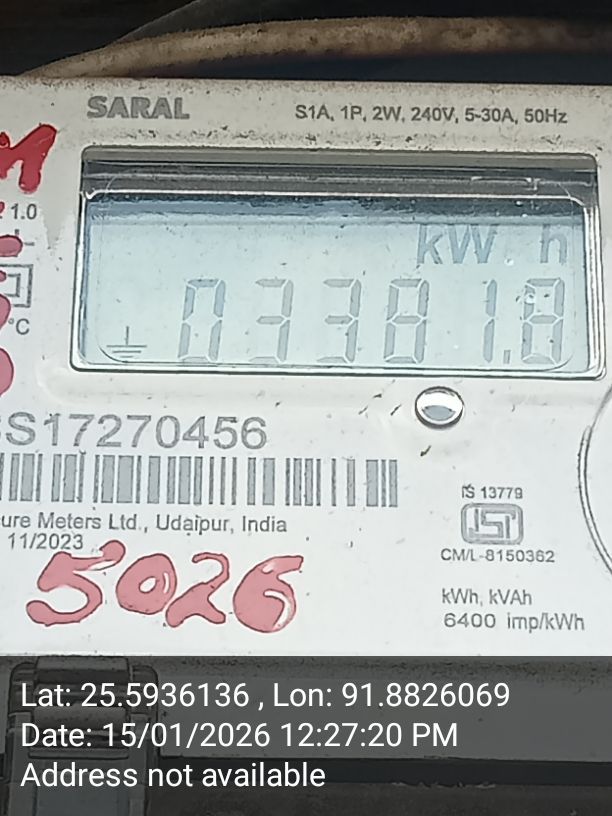 SARAL
S1A, 1P, 2W, 240V, 5-30A, 50Hz
1.0
kW h
03381.8
°C
S17270456
ure Meters Ltd., Udaipur, India
11/2023
IS 13779
ISI
CM/L-8150362
5026
kWh, kVAh
6400 imp/kWh
Lat: 25.5936136 , Lon: 91.8826069
Date: 15/01/2026 12:27:20 PM
Address not available